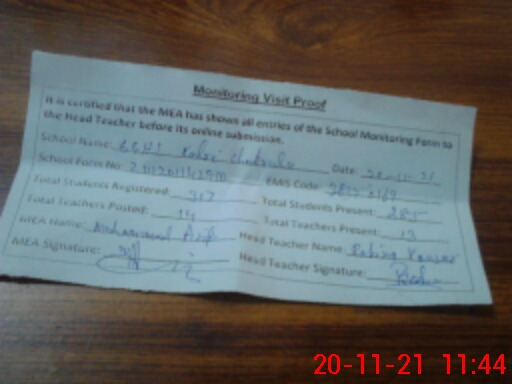 Monitoring Visit Proof
It is certified that the MEA has shown all entries of the School Monitoring Form to
the Head Teacher before its online submission.
School Name: Date: 20-11-21
School Form No: EMIS Code:
Total Students Registered: 317 Total Students Present: 285
Total Teachers Posted: 14 Total Teachers Present: 13
MEA Name: Muhammad Asif Head Teacher Name: Rabina Kausar
MEA Signature: Head Teacher Signature:
20-11-21 11:44